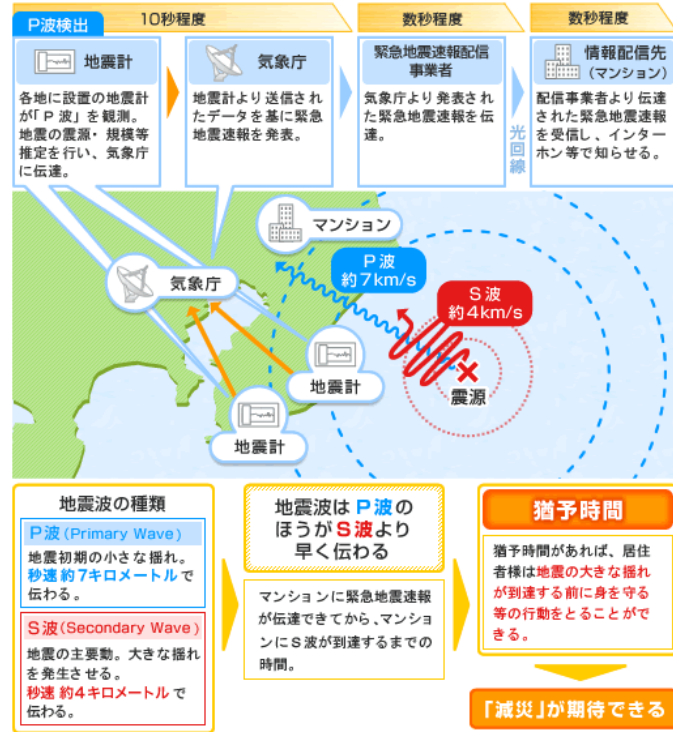 P波検出
10秒程度
数秒程度
数秒程度
地震計
各地に設置の地震計
が「P波」を観測。
地震の震源・規模等
推定を行い、気象庁
に伝達。
気象庁
地震計より送信され
たデータを基に緊急
地震速報を発表。
緊急地震速報配信
事業者
気象庁より発表され
た緊急地震速報を伝
達。
光回線
情報配信先
(マンション)
配信事業者より伝達
された緊急地震速報
を受信し、インター
ホン等で知らせる。
マンション
P波
約7km/s
気象庁
S波
約4km/s
地震計
震源
地震計
地震波の種類
P波(Primary Wave)
地震初期の小さな揺れ。
秒速 約7キロメートルで
伝わる。
S波(Secondary Wave)
地震の主要動。大きな揺れ
を発生させる。
秒速 約4キロメートルで
伝わる。
地震波はP波の
ほうがS波より
早く伝わる
マンションに緊急地震速報
が伝達できてから、マンショ
ンにS波が到達するまでの
時間。
猶予時間
猶予時間があれば、居住
者様は地震の大きな揺れ
が到達する前に身を守る
等の行動をとることがで
きる。
「減災」が期待できる